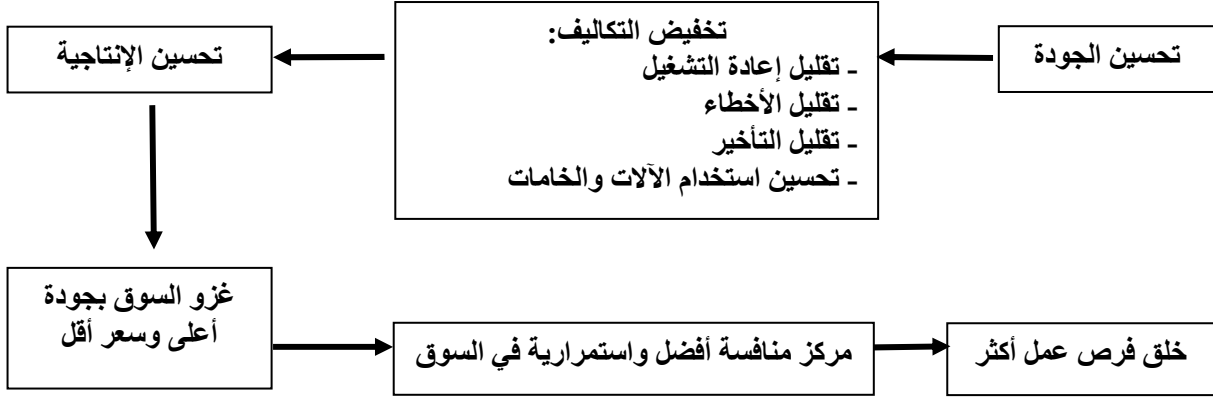 تحسين الجودة
تخفيض التكاليف:
- تقليل إعادة التشغيل
- تقليل الأخطاء
- تقليل التأخير
- تحسين استخدام الآلات والخامات
تحسين الإنتاجية
غزو السوق بجودة
أعلى وسعر أقل
مركز منافسة أفضل واستمرارية في السوق
خلق فرص عمل أكثر